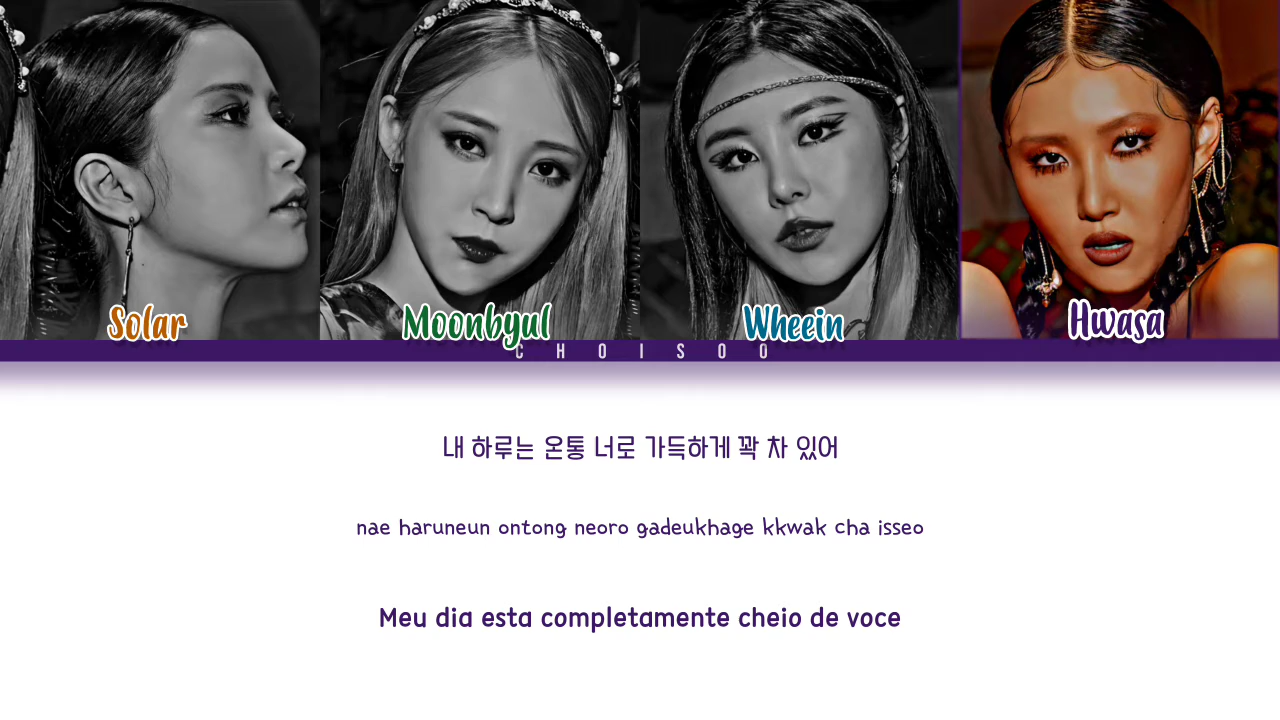 Solar
Moonbyul
Wheein
Hwasa
CHOISOO
내 하루는 온통 너로 가득하게 꽉 차 있어
nae haruneun ontong neoro gadeukhage kkwak cha isseo
Meu dia esta completamente cheio de voce